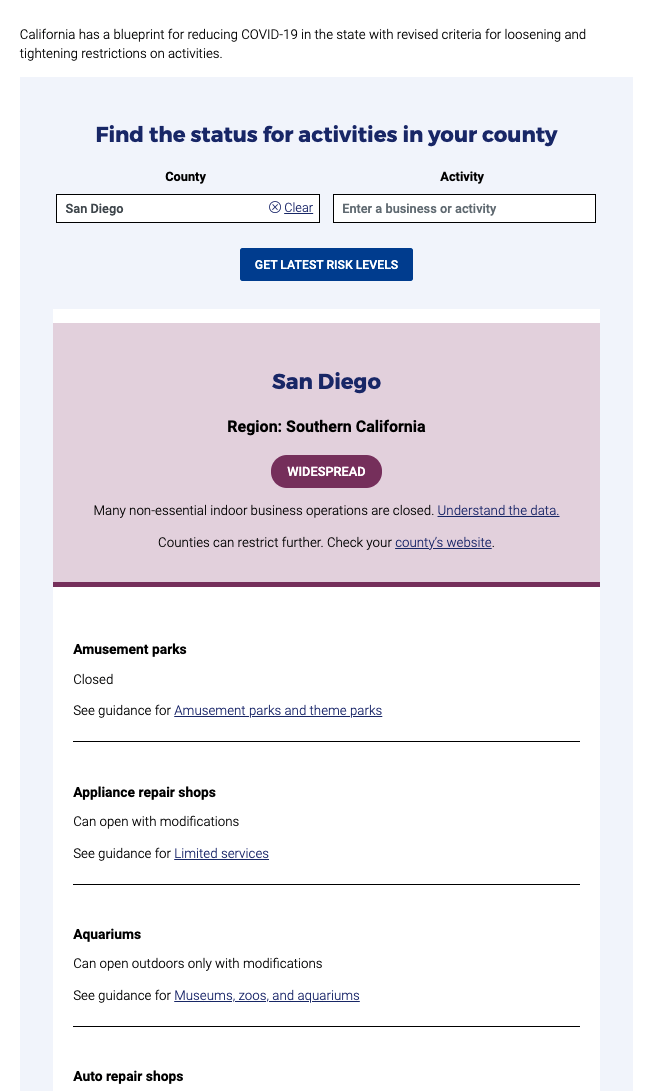 California has a blueprint for reducing COVID-19 in the state with revised criteria for loosening and
tightening restrictions on activities.
Find the status for activities in your county
County
Activity
San Diego
Clear
Enter a business or activity
GET LATEST RISK LEVELS
San Diego
Region: Southern California
WIDESPREAD
Many non-essential indoor business operations are closed. Understand the data.
Counties can restrict further. Check your county's website.
Amusement parks
Closed
See guidance for Amusement parks and theme parks
Appliance repair shops
Can open with modifications
See guidance for Limited services
Aquariums
Can open outdoors only with modifications
See guidance for Museums, zoos, and aquariums
Auto repair shops